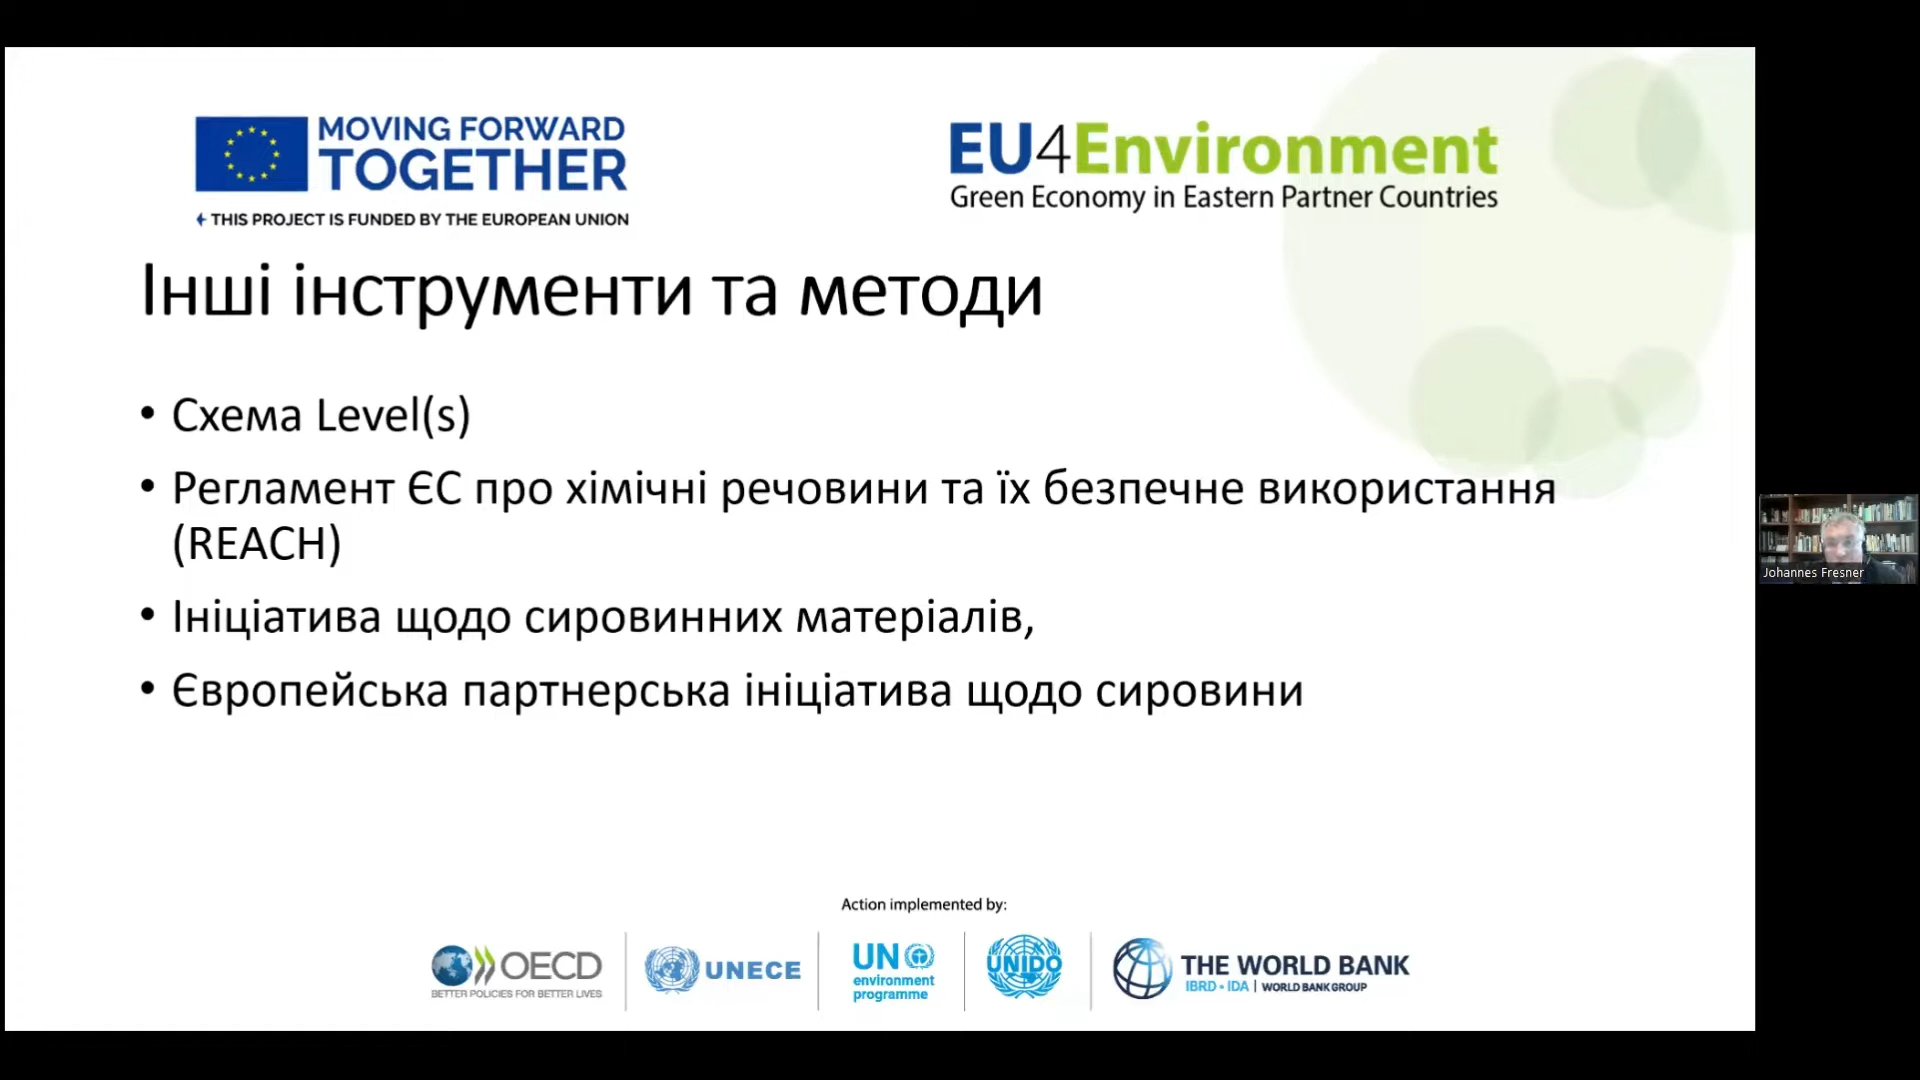 MOVING FORWARD
TOGETHER
THIS PROJECT IS FUNDED BY THE EUROPEAN UNION
EU4Environment
Green Economy in Eastern Partner Countries
Інші інструменти та методи
• Схема Level(s)
• Регламент ЄС про хімічні речовини та їх безпечне використання
(REACH)
• Ініціатива щодо сировинних матеріалів,
• Європейська партнерська ініціатива щодо сировини
Johannes Fresner
Action implemented by:
OECD
BETTER POLICIES FOR BETTER LIVES
UNECE
UN
environment
programme
UNIDO
THE WORLD BANK
IBRD • IDA | WORLD BANK GROUP